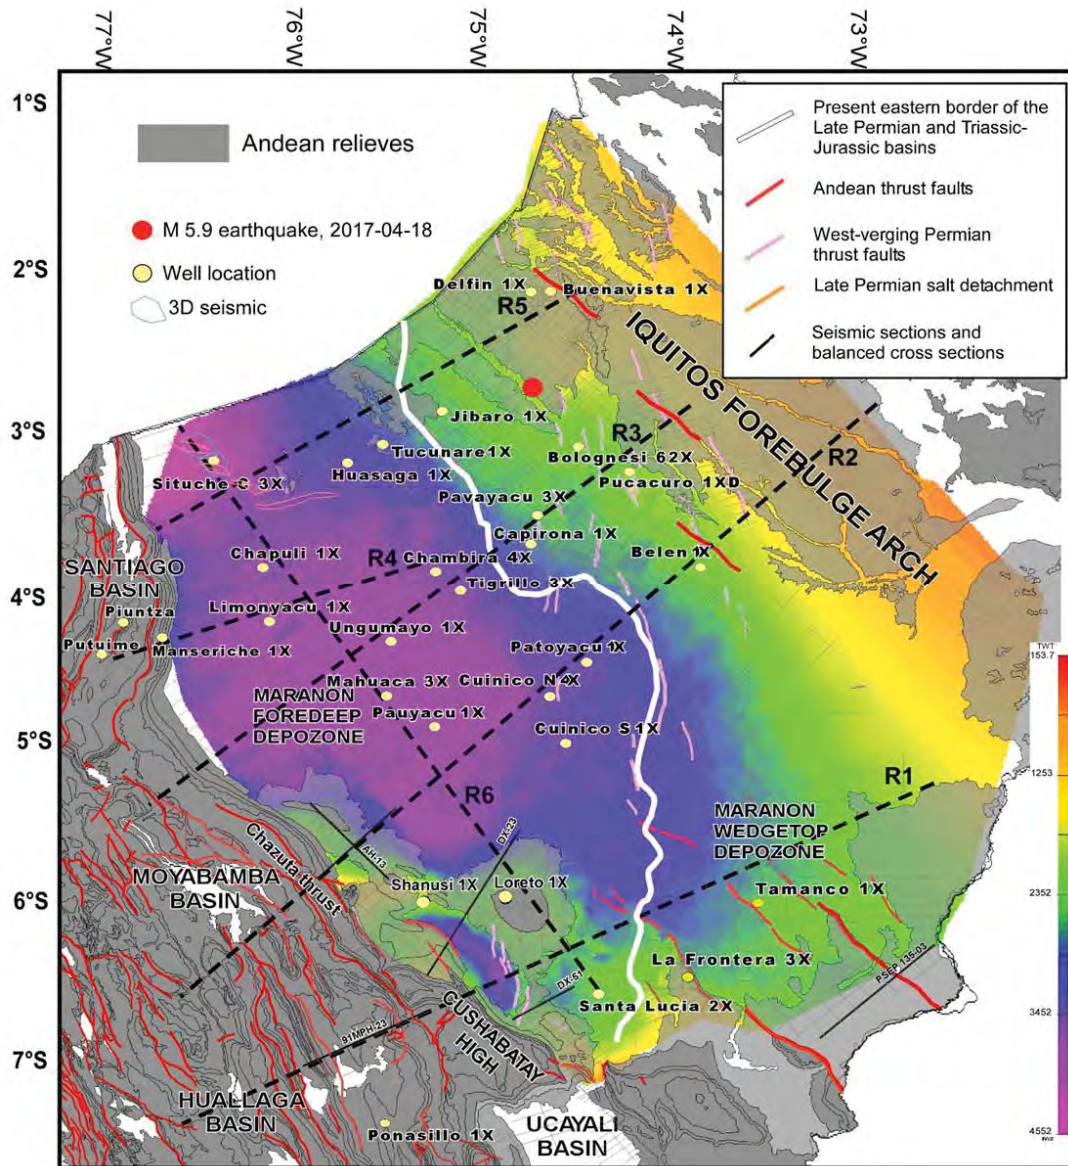 77°W
76°W
75°W
74°W
73°W
1°S
2°S
3°S
4°S
5°S
6°S
7°S
Andean relieves
M 5.9 earthquake, 2017-04-18
Well location
3D seismic
Present eastern border of the
Late Permian and Triassic-
Jurassic basins
Andean thrust faults
West-verging Permian
thrust faults
Late Permian salt detachment
Seismic sections and
balanced cross sections
Delfin 1X
Buenavista 1X
R5
IQUITOS FOREBULGE ARCH
Jibaro 1X
R3
R2
Tucunare1X
Bolognesi 62X
Huasaga 1X
Situche C 3X
Pucacuro 1XD
Pavayacu 3X
Capirona 1X
Chapuli 1X
R4
Chambira 4X
Belen 1X
SANTIAGO
BASIN
Tigrillo 3X
Piuntza
Limonyacu 1X
Ungumayo 1X
Putuime
Manseriche 1X
Patoyacu 1X
Mahuaca 3X
Cuinico N4X
MARANON
FOREDEEP
DEPOZONE
Pauyacu 1X
Cuinico S 1X
TWT
153.7
1253
2352
3452
4552
ms
R1
R6
MARANON
WEDGETOP
DEPOZONE
Chazuta thrust
AH-13
DX-23
MOYABAMBA
BASIN
Shanusi 1X
Loreto 1X
Tamanco 1X
La Frontera 3X
PSEP 135-03
DX-51
Santa Lucia 2X
CUSHABATAY
HIGH
91MPH-23
HUALLAGA
BASIN
Ponasillo 1X
UCAYALI
BASIN